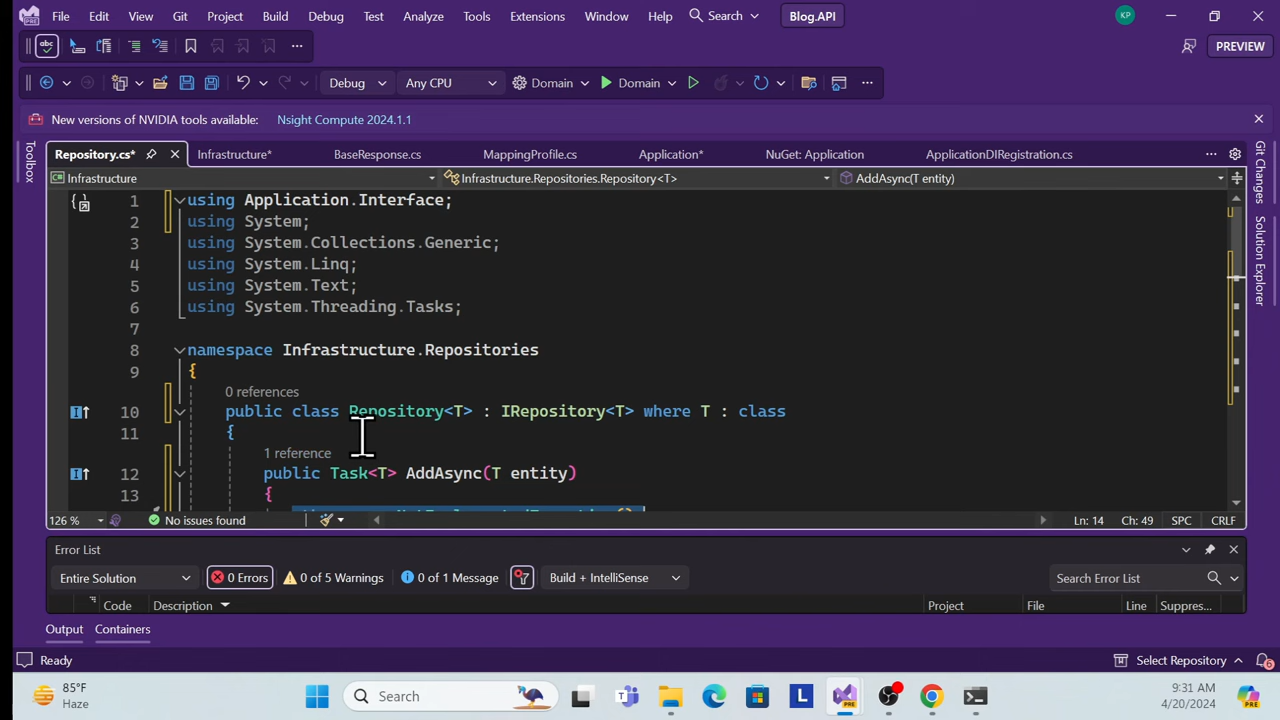 File Edit View Git Project Build Debug Test Analyze Tools Extensions Window Help Search Blog.API KP
abc PREVIEW
Debug Any CPU Domain Domain
New versions of NVIDIA tools available: Nsight Compute 2024.1.1
Repository.cs* Infrastructure* BaseResponse.cs MappingProfile.cs Application* NuGet: Application ApplicationDIRegistration.cs
Infrastructure Infrastructure.Repositories.Repository<T> AddAsync(T entity)
Toolbox
Git Changes
Solution Explorer
1 using Application.Interface;
2 using System;
3 using System.Collections.Generic;
4 using System.Linq;
5 using System.Text;
6 using System.Threading.Tasks;
7
8 namespace Infrastructure.Repositories
9 {
0 references
10 public class Repository<T> : IRepository<T> where T : class
11 {
1 reference
12 public Task<T> AddAsync(T entity)
13 {
126 % No issues found Ln: 14 Ch: 49 SPC CRLF
Error List
Entire Solution 0 Errors 0 of 5 Warnings 0 of 1 Message Build + IntelliSense Search Error List
Code Description Project File Line Suppres...
Output Containers
Ready Select Repository 6
85°F
Haze
Search
L
PRE
9:31 AM
4/20/2024
PRE